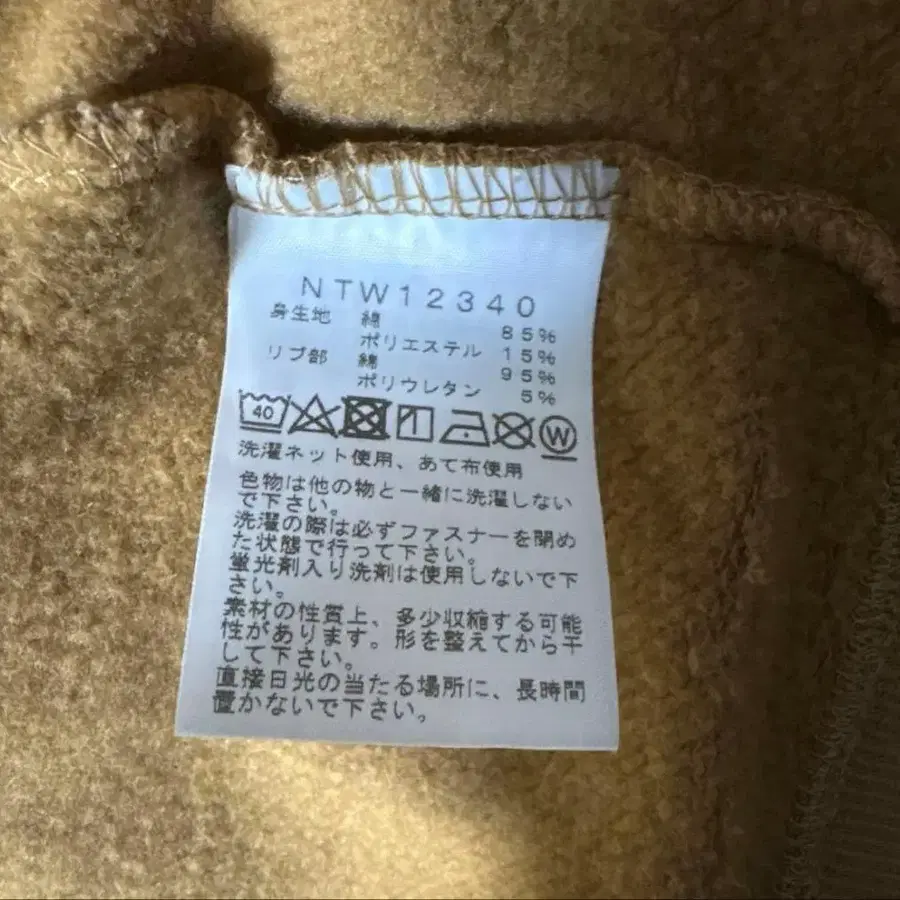 NTW12340
身生地 綿 85%
ポリエステル 15%
リブ部 綿 95%
ポリウレタン 5%
40 W
洗濯ネット使用、あて布使用
色物は他の物と一緒に洗濯しない
で下さい。
洗濯の際は必ずファスナーを閉め
た状態で行って下さい。
蛍光剤入り洗剤は使用しないで下
さい。
素材の性質上、多少収縮する可能
性があります。形を整えてから干
して下さい。
直接日光の当たる場所に、長時間
置かないで下さい。